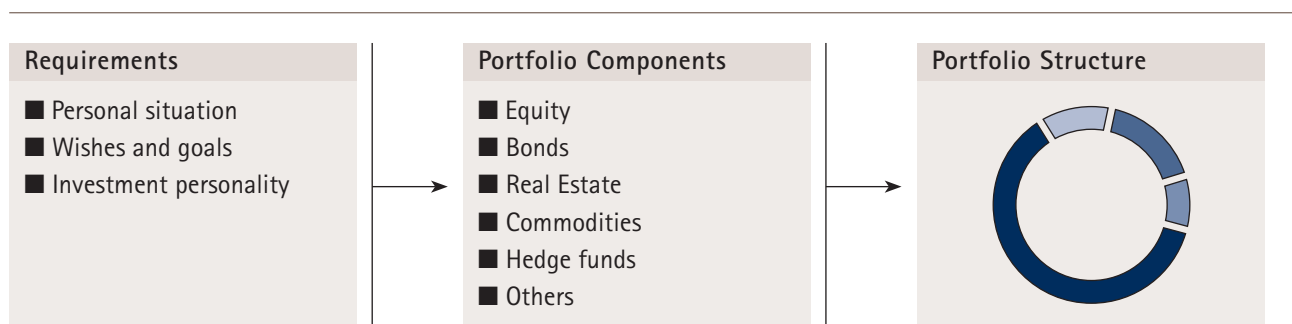 Requirements
■ Personal situation
■ Wishes and goals
■ Investment personality
Portfolio Components
■ Equity
■ Bonds
■ Real Estate
■ Commodities
■ Hedge funds
■ Others
Portfolio Structure